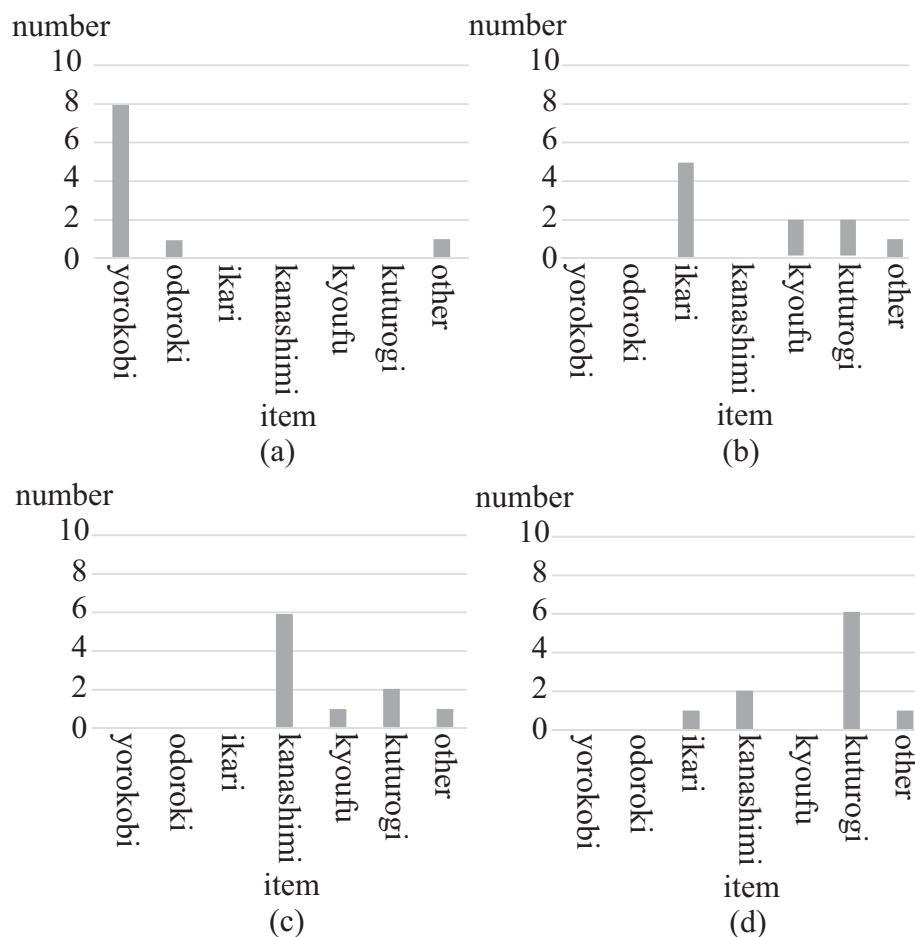 number
10
8
6
4
2
0
yorokobi
odoroki
ikari
kanashimi
kyoufu
kuturogi
other
item
(a)
number
10
8
6
4
2
0
yorokobi
odoroki
ikari
kanashimi
kyoufu
kuturogi
other
item
(b)
number
10
8
6
4
2
0
yorokobi
odoroki
ikari
kanashimi
kyoufu
kuturogi
other
item
(c)
number
10
8
6
4
2
0
yorokobi
odoroki
ikari
kanashimi
kyoufu
kuturogi
other
item
(d)